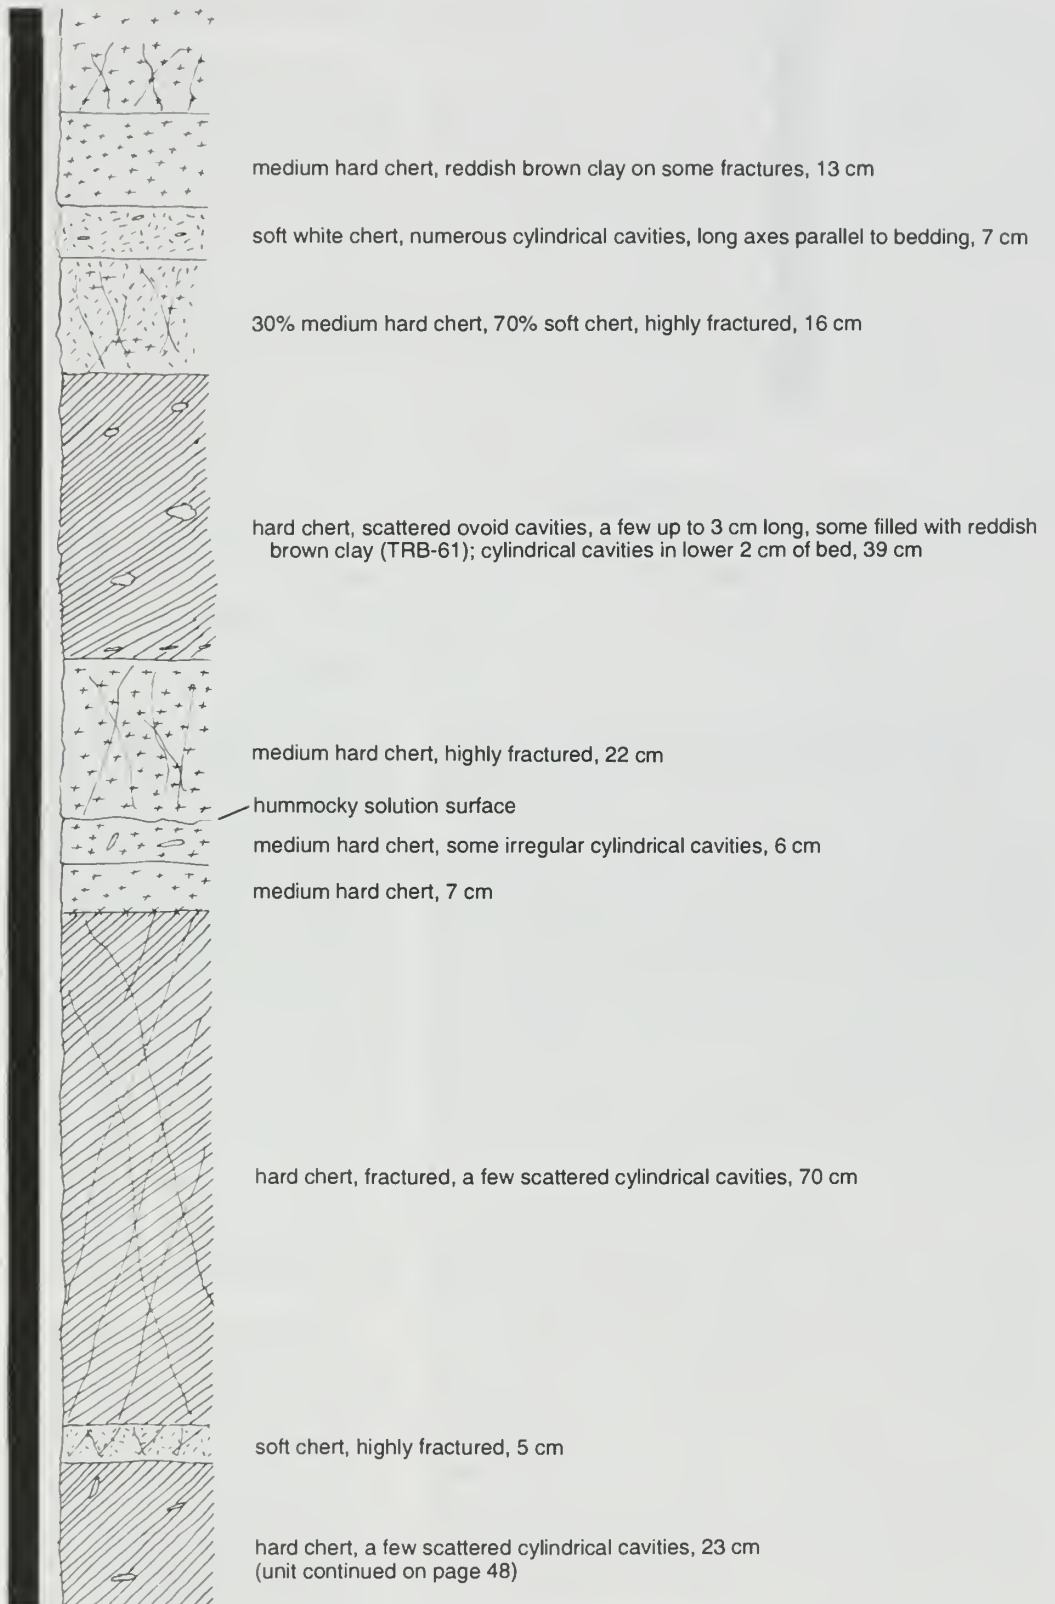 medium hard chert, reddish brown clay on some fractures, 13 cm
soft white chert, numerous cylindrical cavities, long axes parallel to bedding, 7 cm
30% medium hard chert, 70% soft chert, highly fractured, 16 cm
hard chert, scattered ovoid cavities, a few up to 3 cm long, some filled with reddish
brown clay (TRB-61); cylindrical cavities in lower 2 cm of bed, 39 cm
medium hard chert, highly fractured, 22 cm
hummocky solution surface
medium hard chert, some irregular cylindrical cavities, 6 cm
medium hard chert, 7 cm
hard chert, fractured, a few scattered cylindrical cavities, 70 cm
soft chert, highly fractured, 5 cm
hard chert, a few scattered cylindrical cavities, 23 cm
(unit continued on page 48)